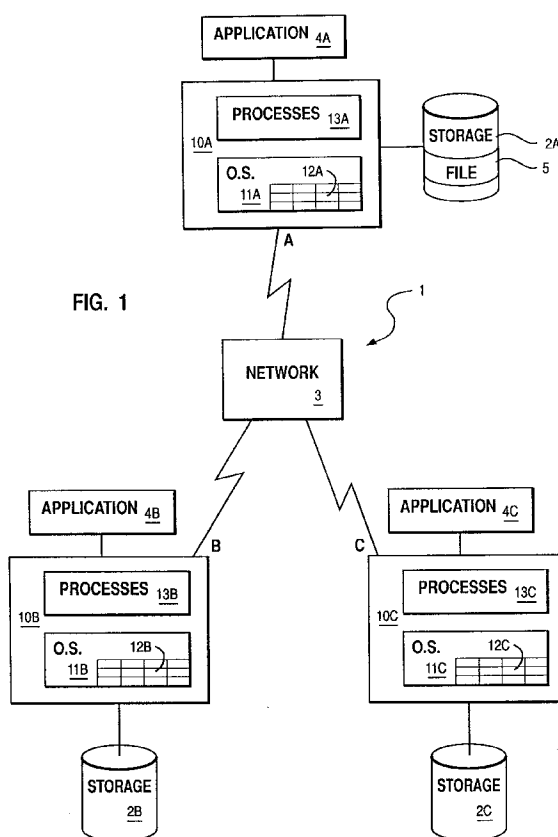 APPLICATION 4A
PROCESSES 13A
10A
O.S. 12A
11A
STORAGE 2A
FILE 5
A
FIG. 1
1
NETWORK
3
B
C
APPLICATION 4B
PROCESSES 13B
10B
O.S. 12B
11B
STORAGE
2B
APPLICATION 4C
PROCESSES 13C
10C
O.S. 12C
11C
STORAGE
2C